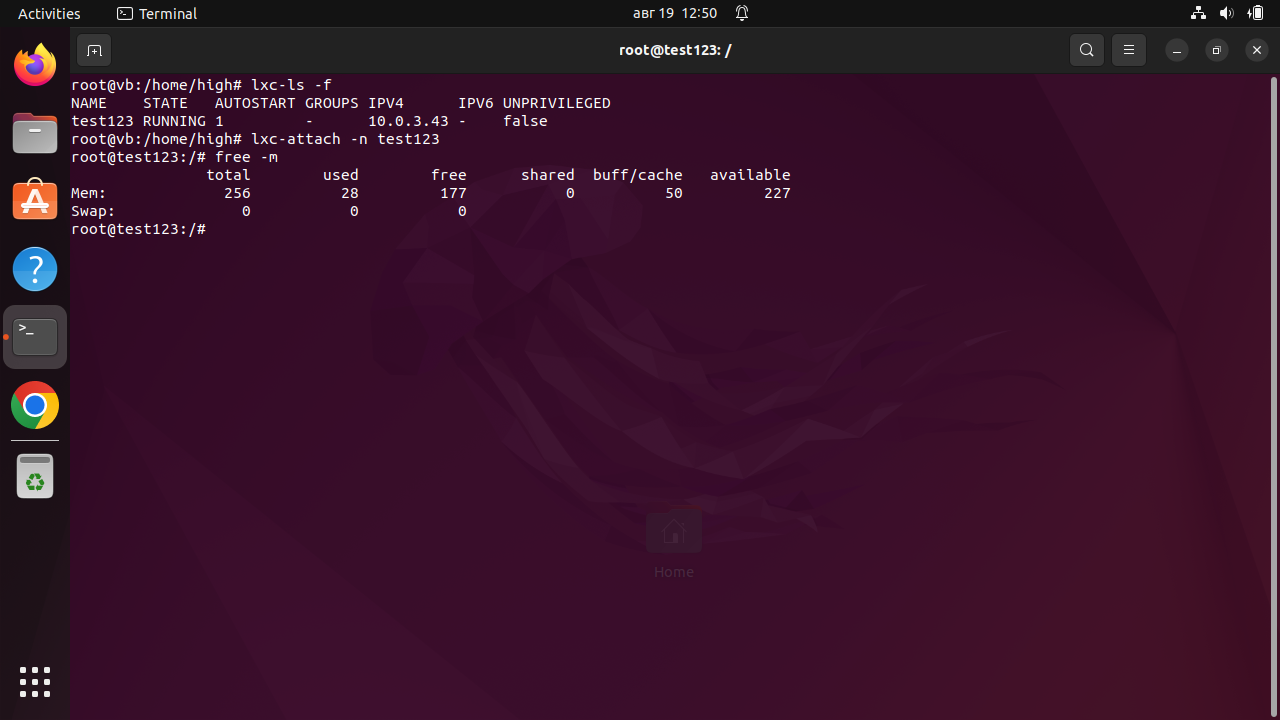 Activities Terminal авг 19 12:50
root@test123: /
root@vb:/home/high# lxc-ls -f
NAME    STATE   AUTOSTART GROUPS IPV4      IPV6 UNPRIVILEGED
test123 RUNNING 1         -      10.0.3.43 -    false
root@vb:/home/high# lxc-attach -n test123
root@test123:/# free -m
               total        used        free      shared  buff/cache   available
Mem:             256          28         177           0          50         227
Swap:              0           0           0
root@test123:/#
Home